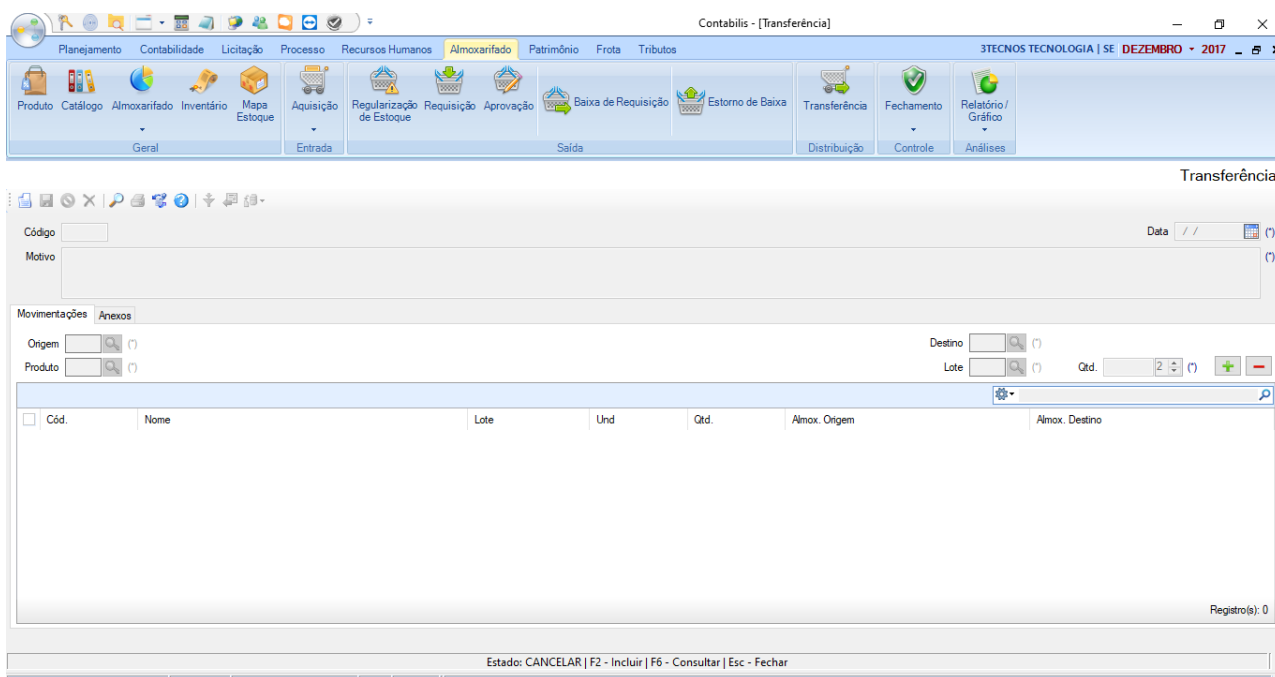 Contabilis - [Transferência]
Planejamento Contabilidade Licitação Processo Recursos Humanos Almoxarifado Patrimônio Frota Tributos 3TECNOS TECNOLOGIA | SE DEZEMBRO 2017
Produto Catálogo Almoxarifado Inventário Mapa Estoque Aquisição Regularização de Estoque Requisição Aprovação Baixa de Requisição Estorno de Baixa Transferência Fechamento Relatório / Gráfico
Geral Entrada Saída Distribuição Controle Análises
Transferência
Código Data / / (*)
Motivo (*)
Movimentações Anexos
Origem (*) Destino (*)
Produto (*) Lote (*) Qtd. 2 (*)
Cód. Nome Lote Und Qtd. Almox. Origem Almox. Destino
Registro(s): 0
Estado: CANCELAR | F2 - Incluir | F6 - Consultar | Esc - Fechar